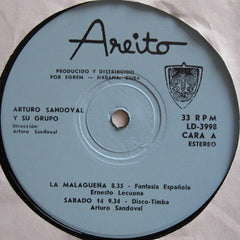 Areito
PRODUCIDO Y DISTRIBUIDO
POR EGREM - HABANA, CUBA
ARTURO SANDOVAL
Y SU GRUPO
Dirección:
Arturo Sandoval
33 RPM
LD-3998
CARA A
ESTEREO
LA MALAGUEÑA 8.35 - Fantasía Española
Ernesto Lecuona
SABADO 14 9.34 - Disco-Timba
Arturo Sandoval